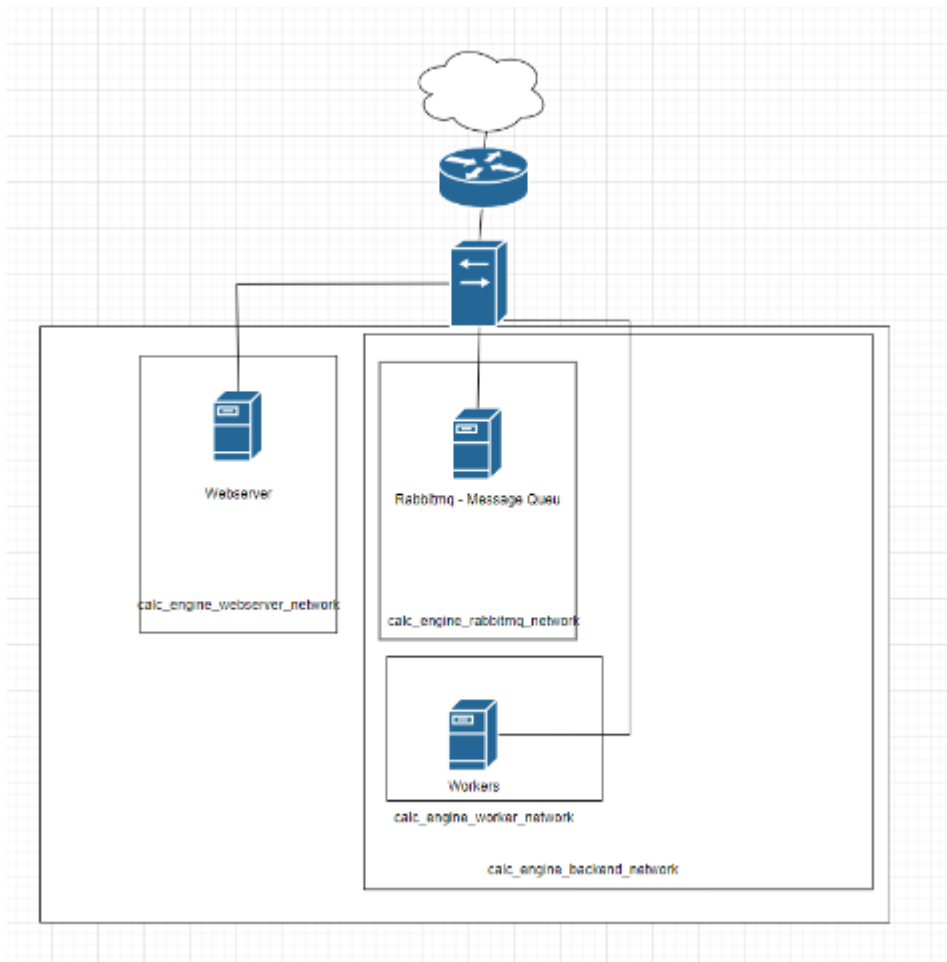 Webserver
Rabbitmq - Message Queu
calc_engine_webserver_network
calc_engine_rabbitmq_network
Workers
calc_engine_worker_network
calc_engine_backend_network